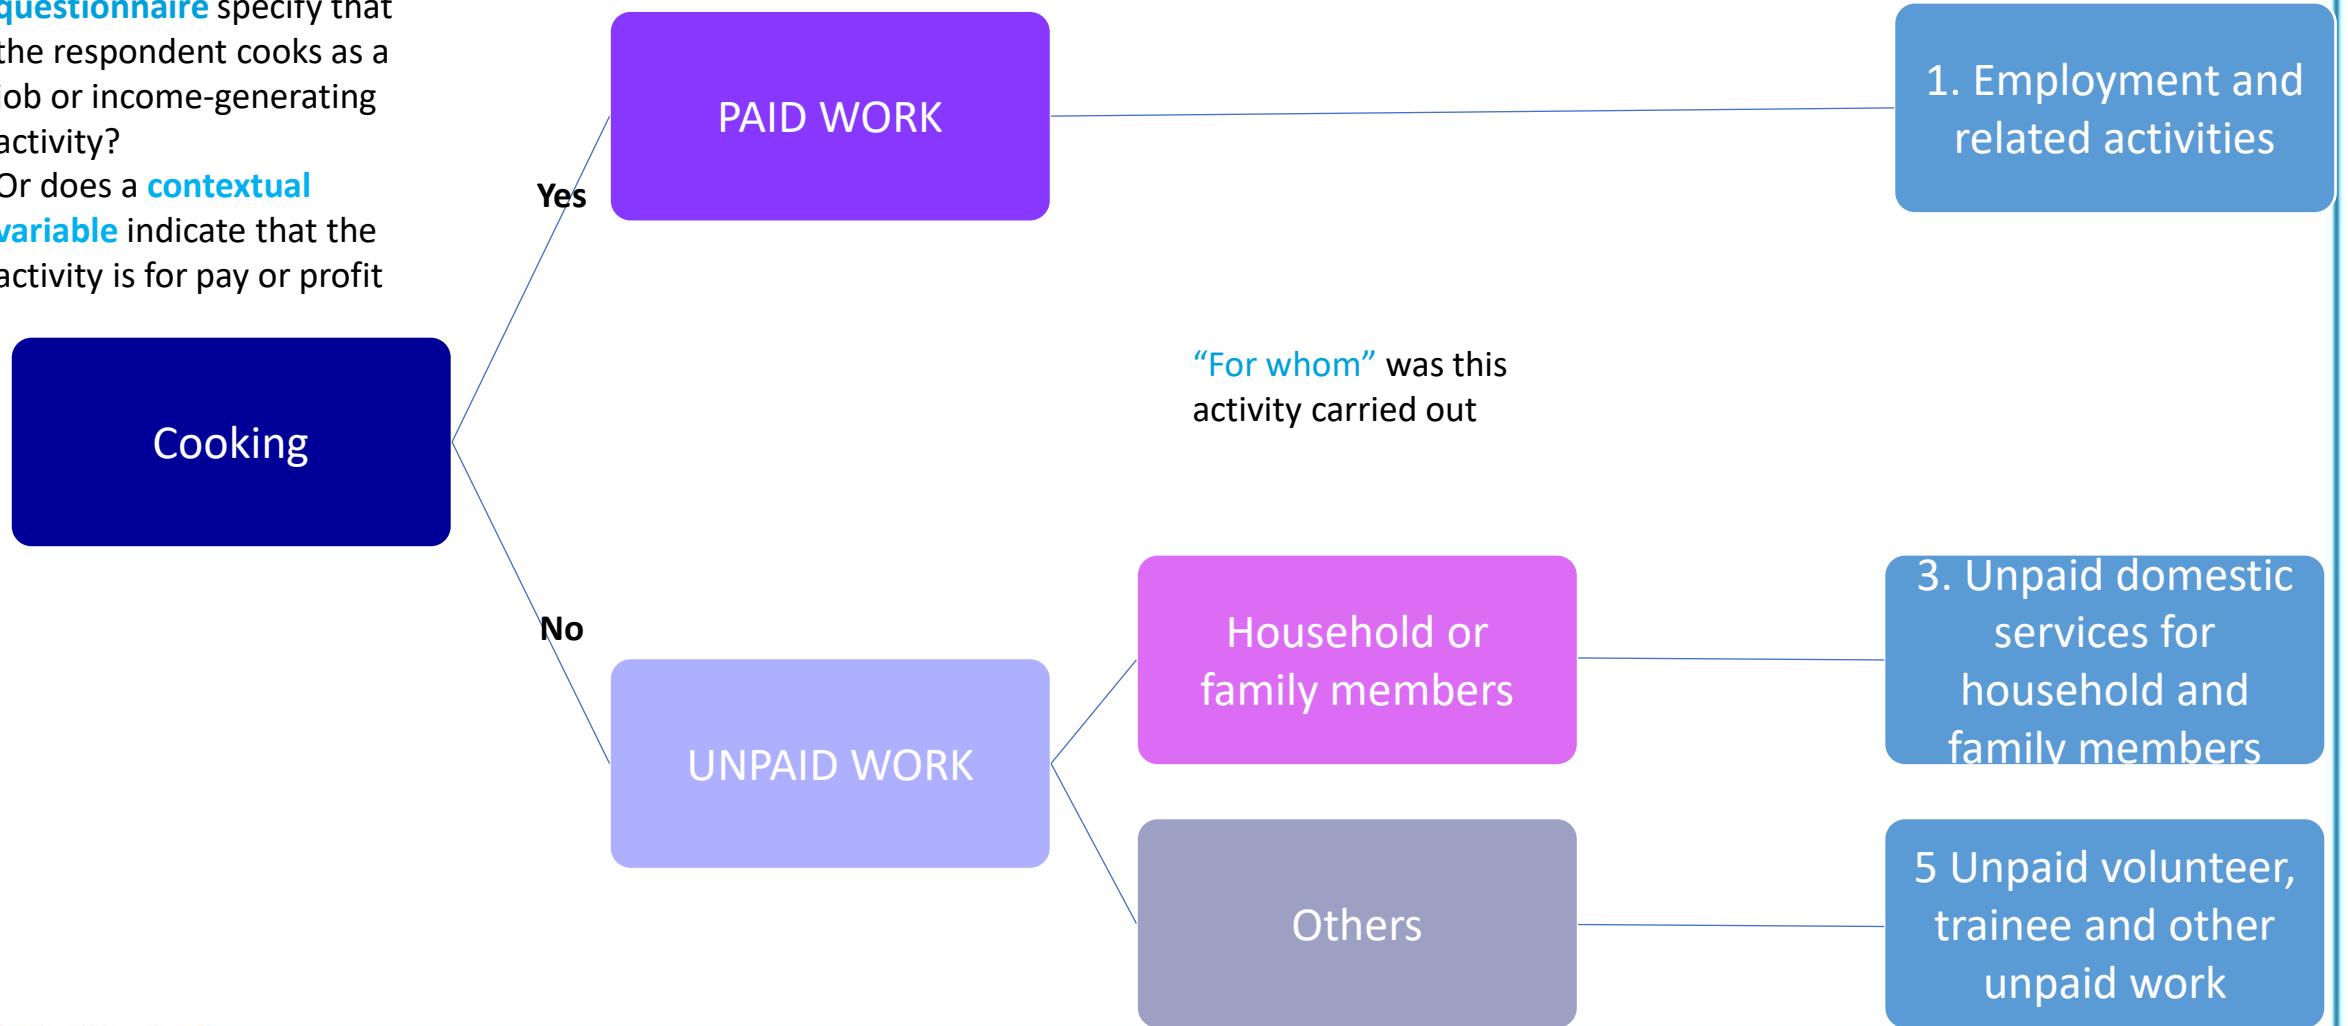 questionnaire specify that
the respondent cooks as a
job or income-generating
activity?
Or does a contextual
variable indicate that the
activity is for pay or profit
PAID WORK
1. Employment and
related activities
Yes
Cooking
“For whom” was this
activity carried out
No
UNPAID WORK
Household or
family members
3. Unpaid domestic
services for
household and
family members
Others
5 Unpaid volunteer,
trainee and other
unpaid work